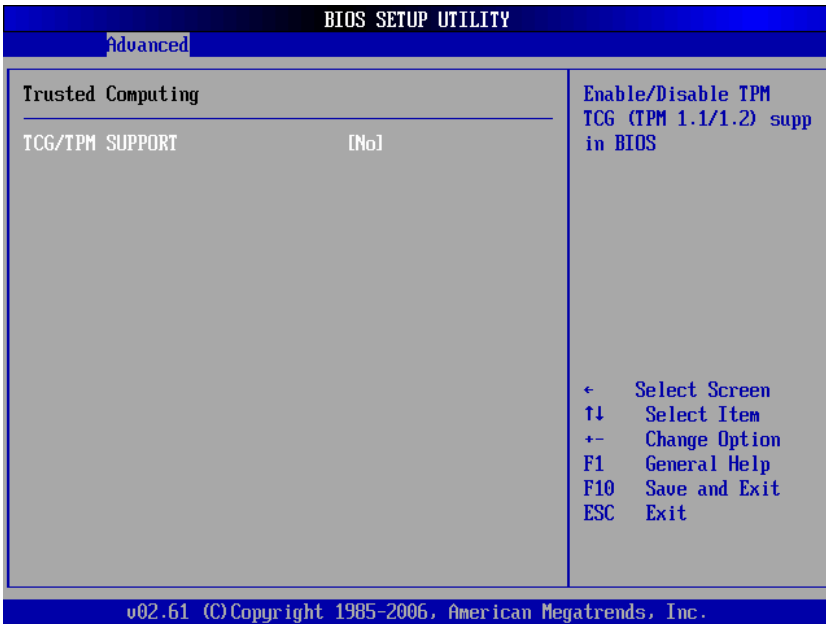 BIOS SETUP UTILITY
Advanced
Trusted Computing
TCG/TPM SUPPORT [No]
Enable/Disable TPM
TCG (TPM 1.1/1.2) supp
in BIOS
← Select Screen
↑↓ Select Item
+- Change Option
F1 General Help
F10 Save and Exit
ESC Exit
v02.61 (C)Copyright 1985-2006, American Megatrends, Inc.